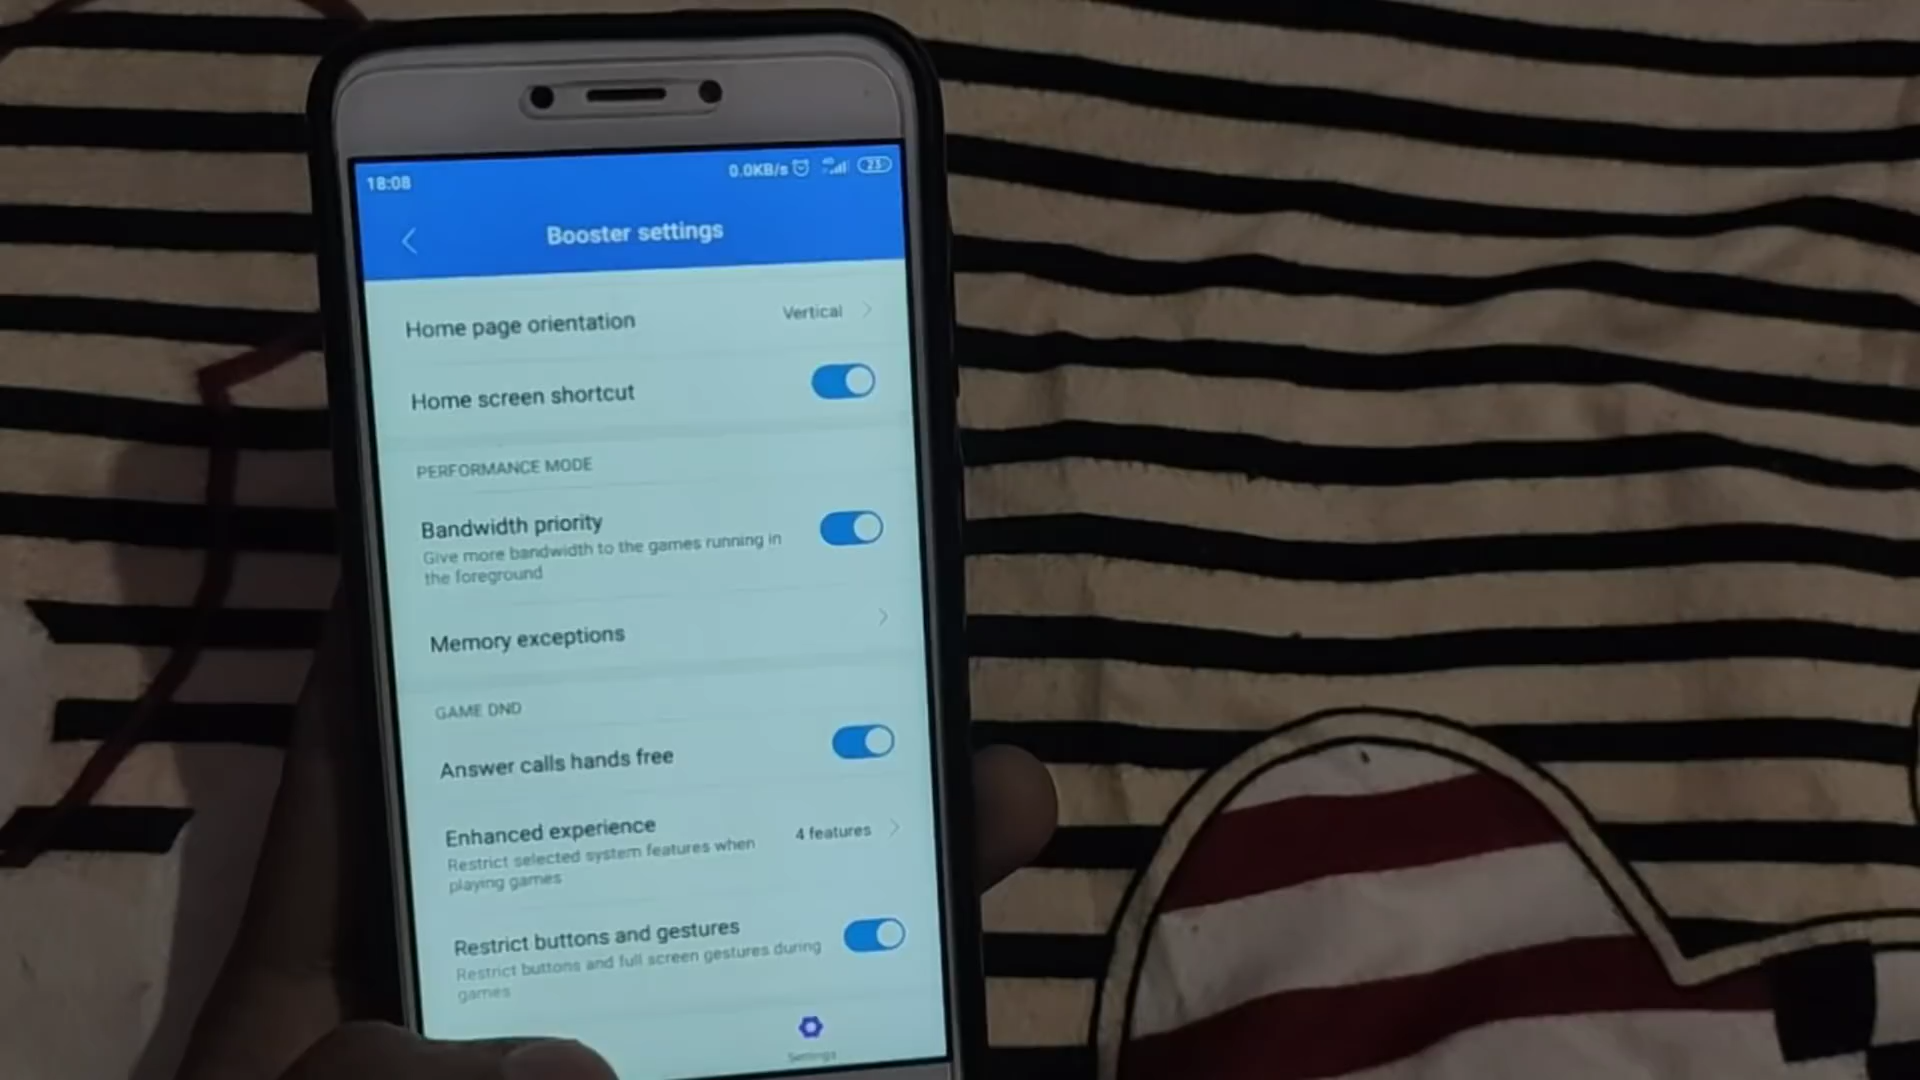 18:08 0.0KB/s 4G 23
Booster settings
Home page orientation Vertical
Home screen shortcut
PERFORMANCE MODE
Bandwidth priority
Give more bandwidth to the games running in
the foreground
Memory exceptions
GAME DND
Answer calls hands free
Enhanced experience 4 features
Restrict selected system features when
playing games
Restrict buttons and gestures
Restrict buttons and full screen gestures during
games
Settings